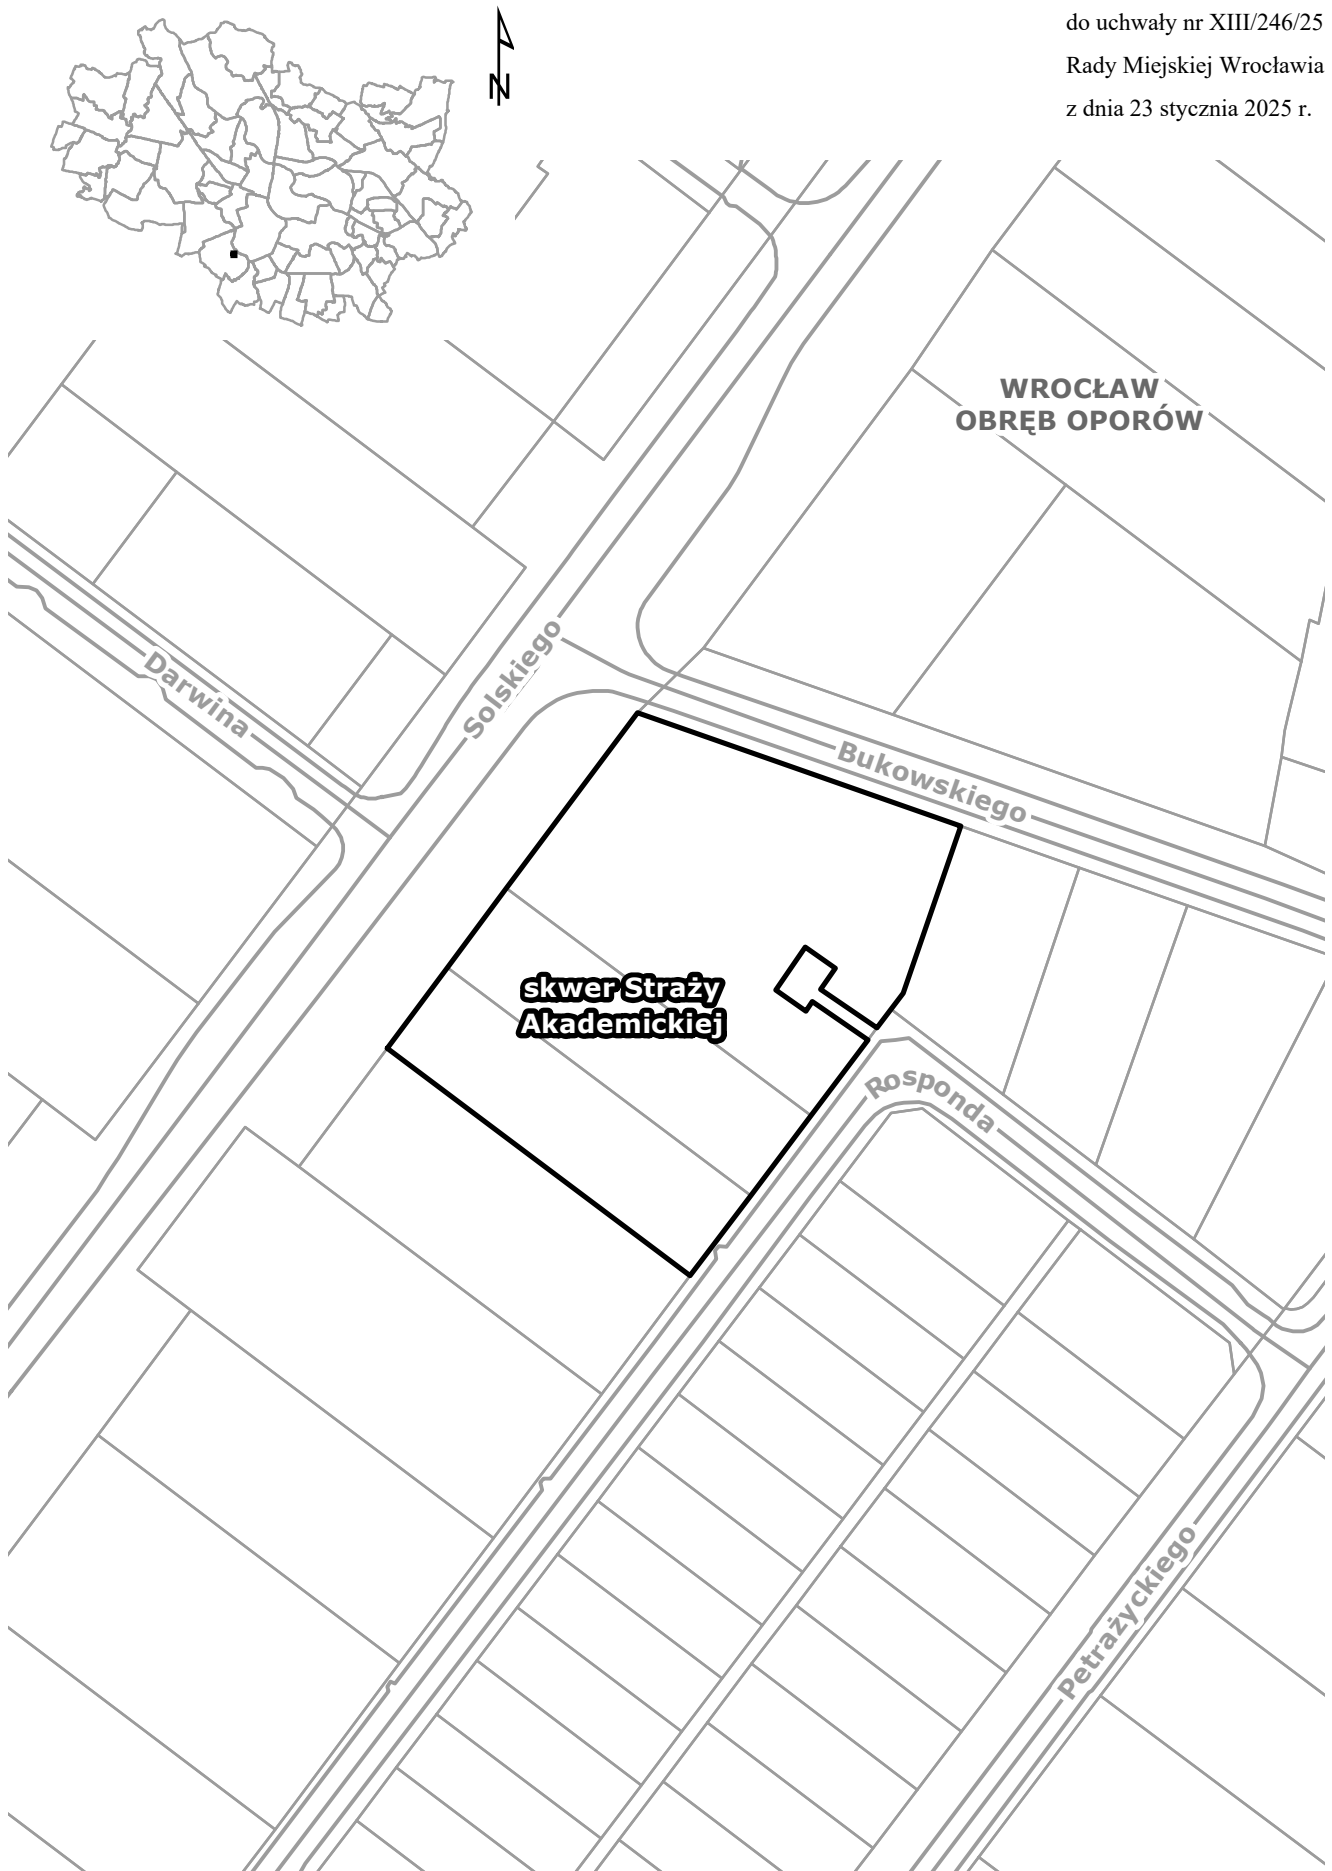 do uchwały nr XIII/246/25
Rady Miejskiej Wrocławia
z dnia 23 stycznia 2025 r.
N
WROCŁAW
OBRĘB OPORÓW
Darwina
Solskiego
Bukowskiego
skwer Straży
Akademickiej
Rosponda
Petrażyckiego